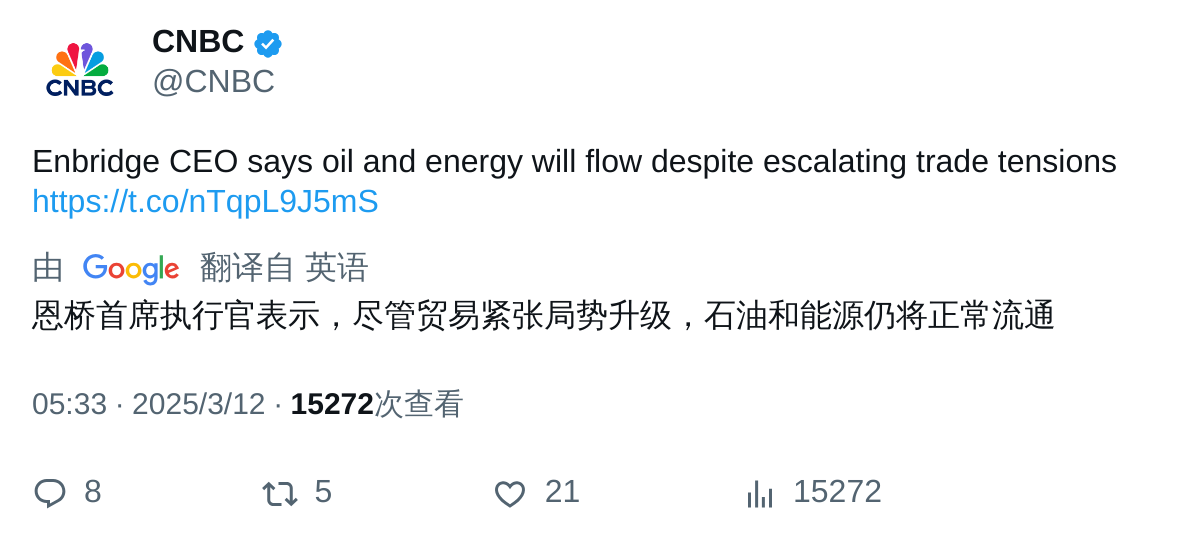 CNBC
CNBC
@CNBC
Enbridge CEO says oil and energy will flow despite escalating trade tensions
https://t.co/nTqpL9J5mS
由 Google 翻译自 英语
恩桥首席执行官表示，尽管贸易紧张局势升级，石油和能源仍将正常流通
05:33 · 2025/3/12 · 15272次查看
8 5 21 15272